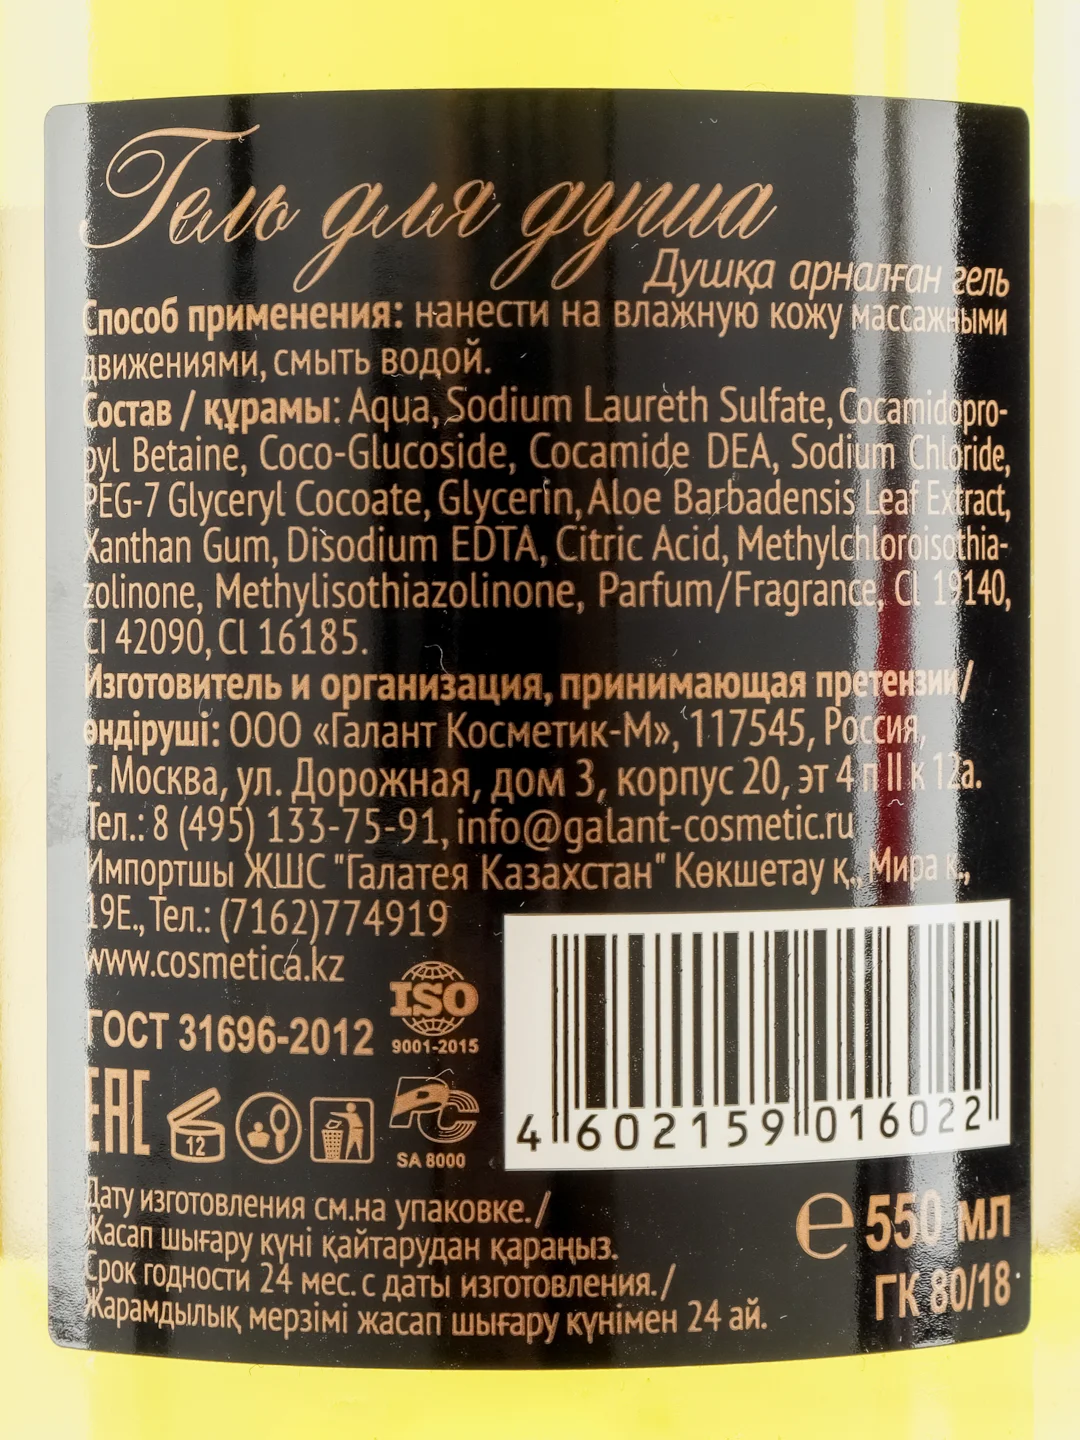 Гель для душа
Душқа арналған гель
Способ применения: нанести на влажную кожу массажными
движениями, смыть водой.
Состав / құрамы: Aqua, Sodium Laureth Sulfate, Cocamidopro-
pyl Betaine, Coco-Glucoside, Cocamide DEA, Sodium Chloride,
PEG-7 Glyceryl Cocoate, Glycerin, Aloe Barbadensis Leaf Extract,
Xanthan Gum, Disodium EDTA, Citric Acid, Methylchloroisothia-
zolinone, Methylisothiazolinone, Parfum/Fragrance, Cl 19140,
Cl 42090, Cl 16185.
Изготовитель и организация, принимающая претензии/
өндіруші: ООО «Галант Косметик-М», 117545, Россия,
г. Москва, ул. Дорожная, дом 3, корпус 20, эт 4 п II к 12а.
Тел.: 8 (495) 133-75-91, info@galant-cosmetic.ru
Импортшы ЖШС "Галатея Казахстан" Көкшетау қ., Мира к.,
19Е., Тел.: (7162)774919
www.cosmetica.kz
ISO
9001-2015
ГОСТ 31696-2012
EAC
12
SA 8000
4 602159 016022
Дату изготовления см.на упаковке./
Жасап шығару күні қайтарудан қараңыз.
Срок годности 24 мес. с даты изготовления./
Жарамдылық мерзімі жасап шығару күнімен 24 ай.
℮ 550 мл
ГК 80/18